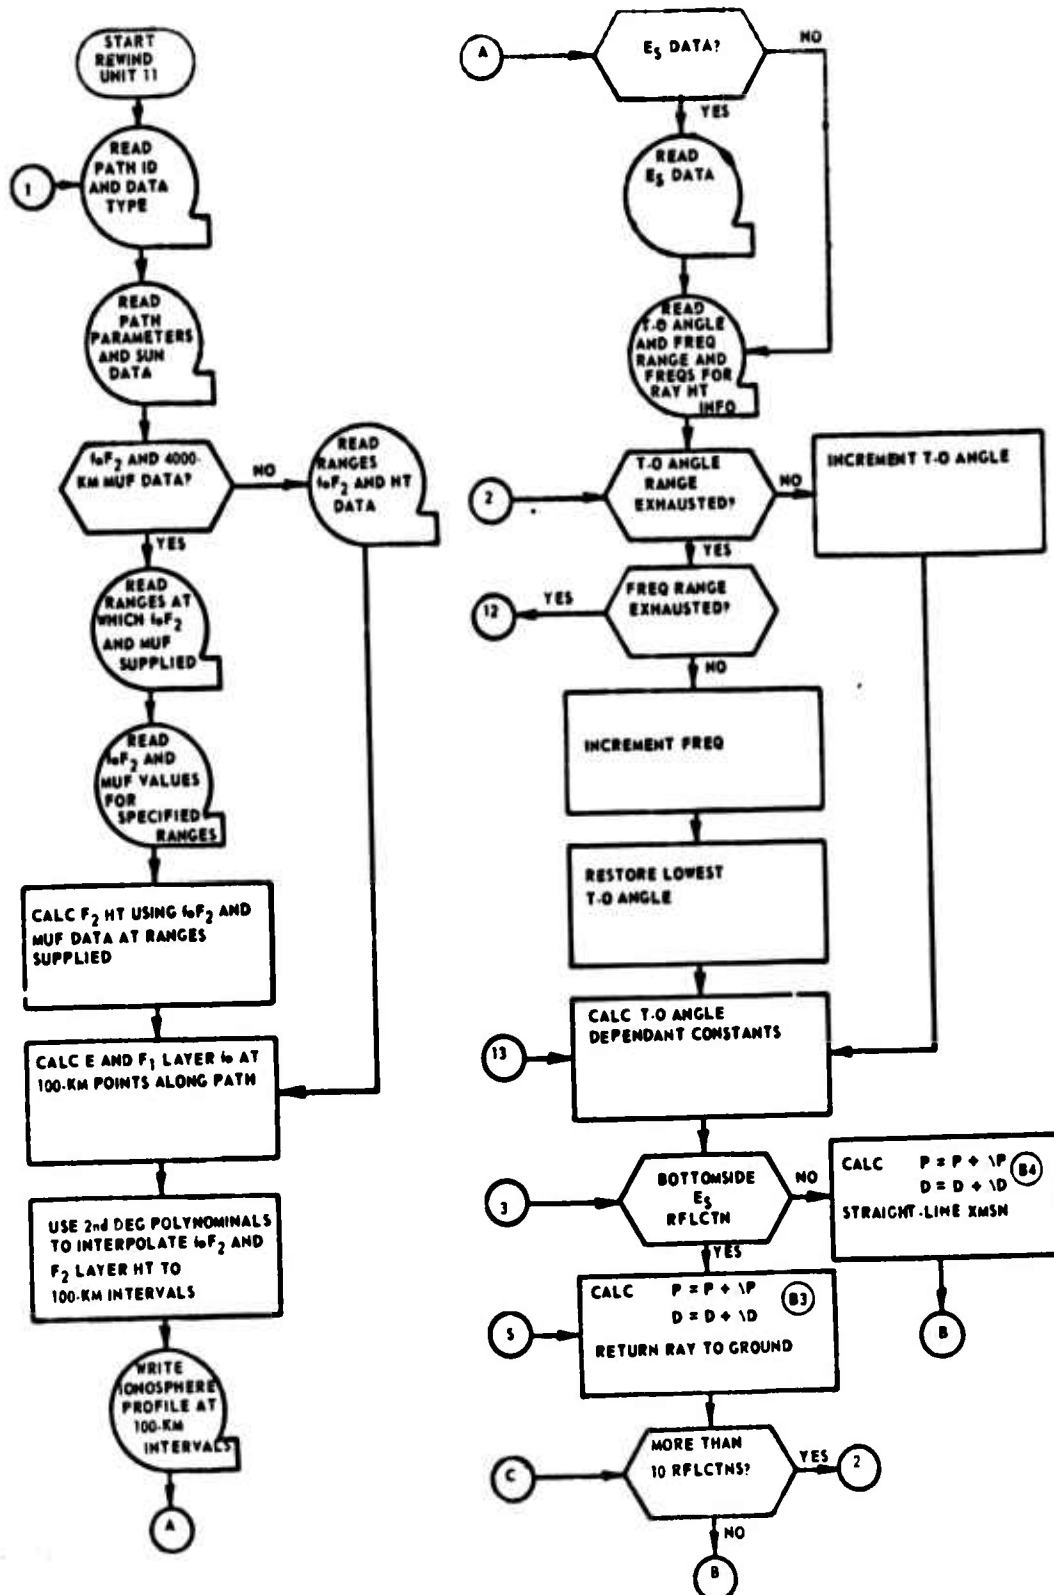 START
REWIND
UNIT 11
READ
PATH ID
AND DATA
TYPE
1
READ
PATH
PARAMETERS
AND SUN
DATA
foF2 AND 4000-
KM MUF DATA?
NO
READ
RANGES
foF2 AND HT
DATA
YES
READ
RANGES AT
WHICH foF2
AND MUF
SUPPLIED
READ
foF2 AND
MUF VALUES
FOR
SPECIFIED
RANGES
CALC F2 HT USING foF2 AND
MUF DATA AT RANGES
SUPPLIED
CALC E AND F1 LAYER fo AT
100-KM POINTS ALONG PATH
USE 2nd DEG POLYNOMINALS
TO INTERPOLATE foF2 AND
F2 LAYER HT TO
100-KM INTERVALS
WRITE
IONOSPHERE
PROFILE AT
100-KM
INTERVALS
A
A
ES DATA?
NO
YES
READ
ES DATA
READ
T-O ANGLE
AND FREQ
RANGE AND
FREQS FOR
RAY HT
INFO
2
T-O ANGLE
RANGE
EXHAUSTED?
NO
INCREMENT T-O ANGLE
YES
12
YES
FREQ RANGE
EXHAUSTED?
NO
INCREMENT FREQ
RESTORE LOWEST
T-O ANGLE
13
CALC T-O ANGLE
DEPENDANT CONSTANTS
3
BOTTOMSIDE
ES
RFLCTN
NO
CALC P = P + \P
D = D + \D
B4
STRAIGHT-LINE XMSN
B
YES
5
CALC P = P + \P
D = D + \D
B3
RETURN RAY TO GROUND
C
MORE THAN
10 RFLCTNS?
YES
2
NO
B